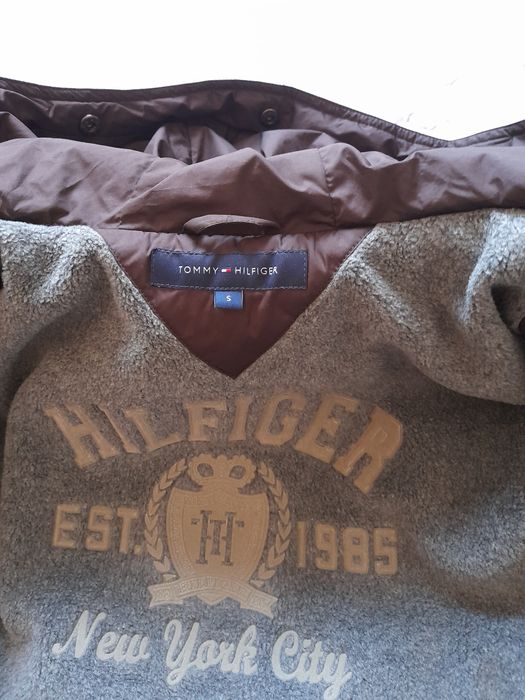 TOMMY HILFIGER
S
HILFIGER
EST. 1985
TH
New York City